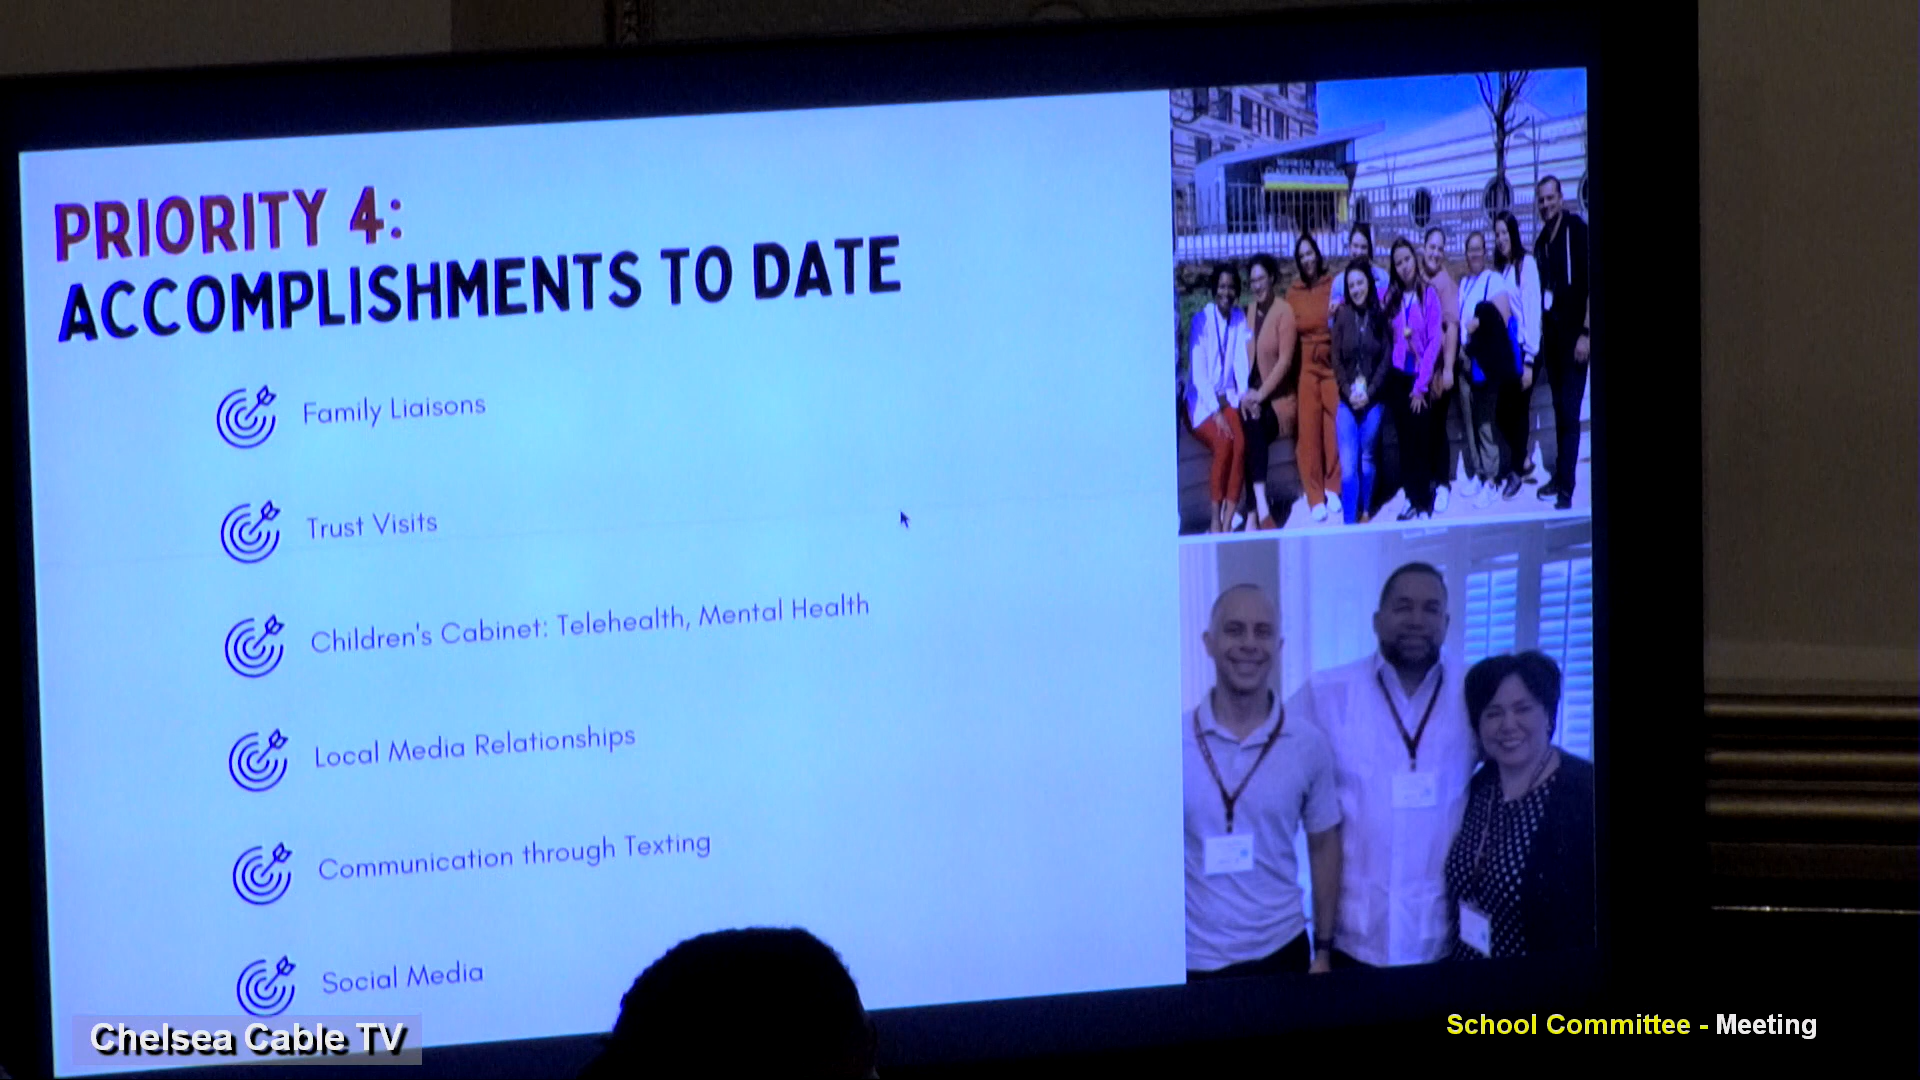 PRIORITY 4:
ACCOMPLISHMENTS TO DATE
Family Liaisons
Trust Visits
Children's Cabinet: Telehealth, Mental Health
Local Media Relationships
Communication through Texting
Social Media
Chelsea Cable TV
School Committee - Meeting